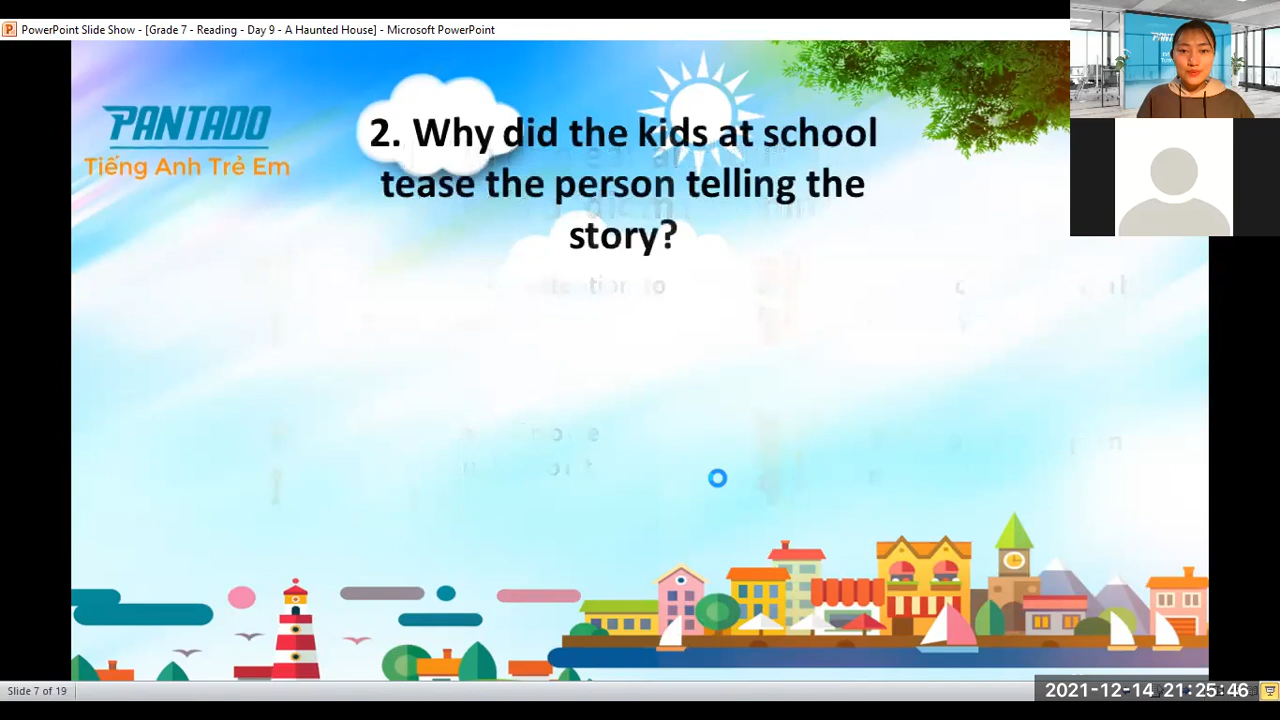 PowerPoint Slide Show - [Grade 7 - Reading - Day 9 - A Haunted House] - Microsoft PowerPoint
PANTADO
Tiếng Anh Trẻ Em
2. Why did the kids at school
tease the person telling the
story?
Slide 7 of 19
2021-12-14 21:25:46